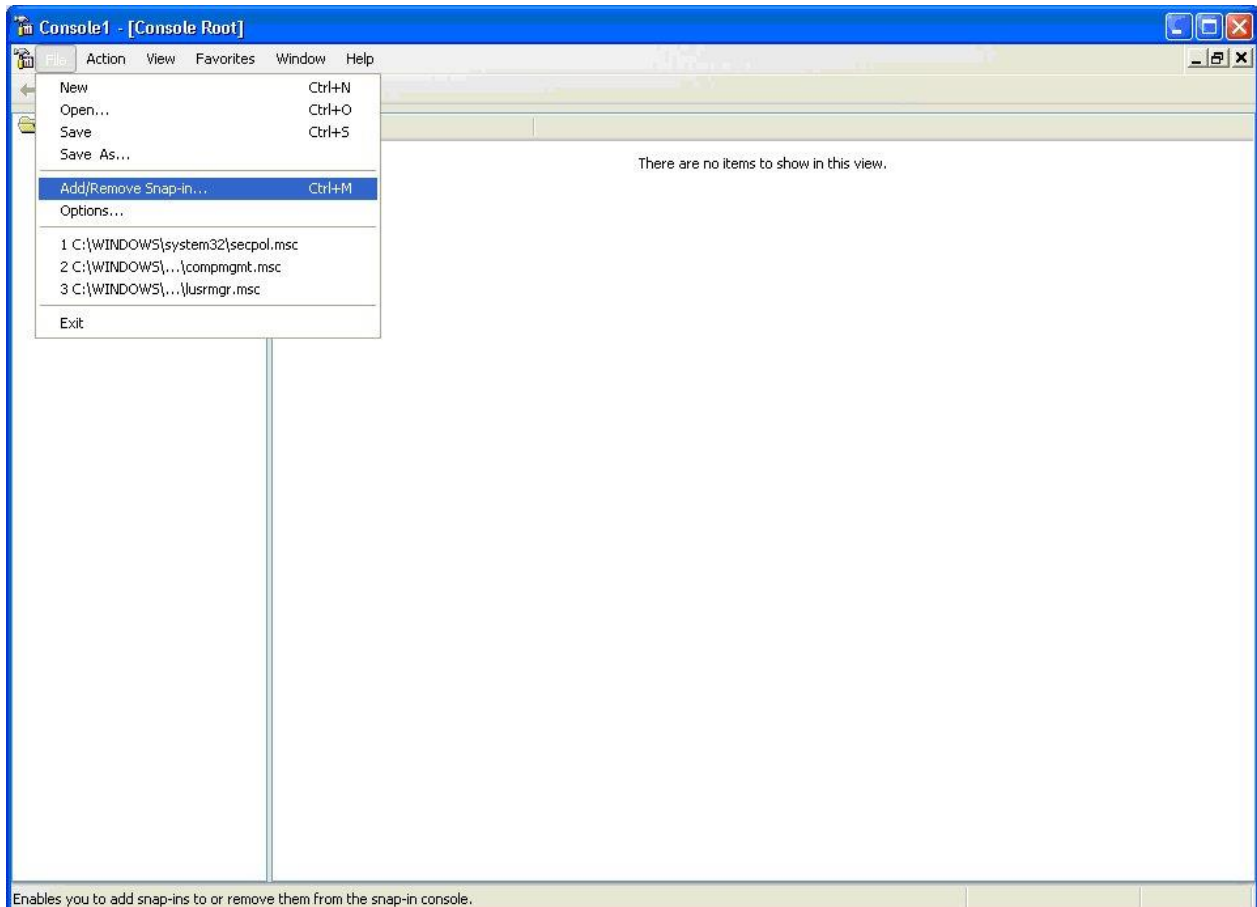 Console1 - [Console Root]
File Action View Favorites Window Help
New Ctrl+N
Open... Ctrl+O
Save Ctrl+S
Save As...
There are no items to show in this view.
Add/Remove Snap-in... Ctrl+M
Options...
1 C:\WINDOWS\system32\secpol.msc
2 C:\WINDOWS\...\compmgmt.msc
3 C:\WINDOWS\...\lusrmgr.msc
Exit
Enables you to add snap-ins to or remove them from the snap-in console.